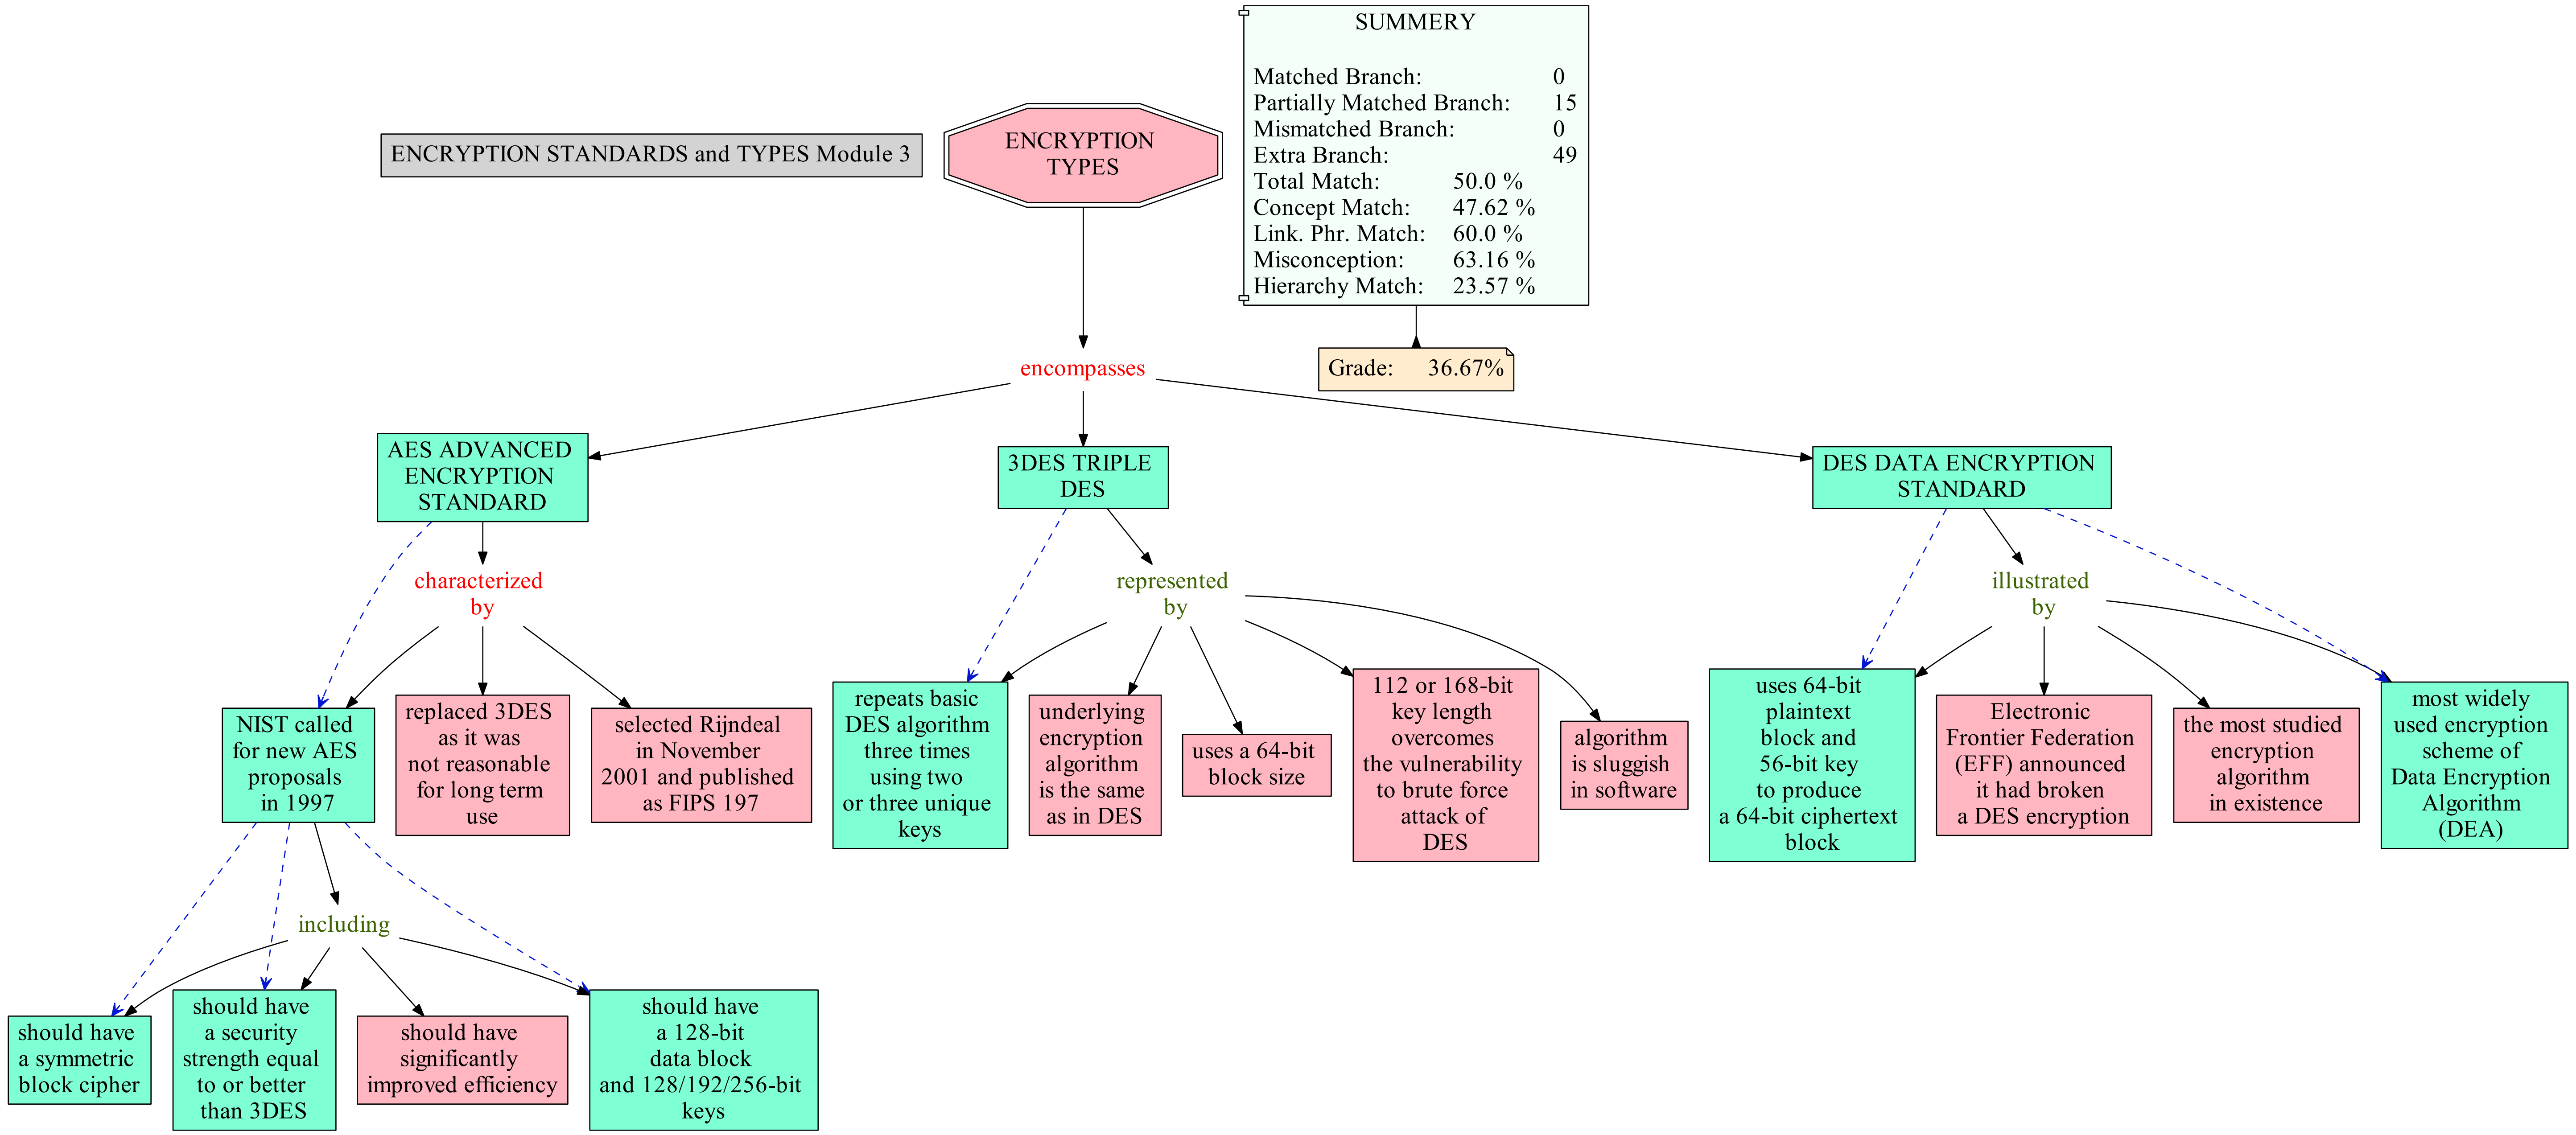 SUMMERY
Matched Branch: 0
Partially Matched Branch: 15
Mismatched Branch: 0
Extra Branch: 49
Total Match: 50.0 %
Concept Match: 47.62 %
Link. Phr. Match: 60.0 %
Misconception: 63.16 %
Hierarchy Match: 23.57 %
ENCRYPTION STANDARDS and TYPES Module 3
ENCRYPTION
TYPES
Grade: 36.67%
encompasses
AES ADVANCED
ENCRYPTION
STANDARD
3DES TRIPLE
DES
DES DATA ENCRYPTION
STANDARD
characterized
by
represented
by
illustrated
by
NIST called
for new AES
proposals
in 1997
replaced 3DES
as it was
not reasonable
for long term
use
selected Rijndeal
in November
2001 and published
as FIPS 197
repeats basic
DES algorithm
three times
using two
or three unique
keys
underlying
encryption
algorithm
is the same
as in DES
uses a 64-bit
block size
112 or 168-bit
key length
overcomes
the vulnerability
to brute force
attack of
DES
algorithm
is sluggish
in software
uses 64-bit
plaintext
block and
56-bit key
to produce
a 64-bit ciphertext
block
Electronic
Frontier Federation
(EFF) announced
it had broken
a DES encryption
the most studied
encryption
algorithm
in existence
most widely
used encryption
scheme of
Data Encryption
Algorithm
(DEA)
including
should have
a symmetric
block cipher
should have
a security
strength equal
to or better
than 3DES
should have
significantly
improved efficiency
should have
a 128-bit
data block
and 128/192/256-bit
keys